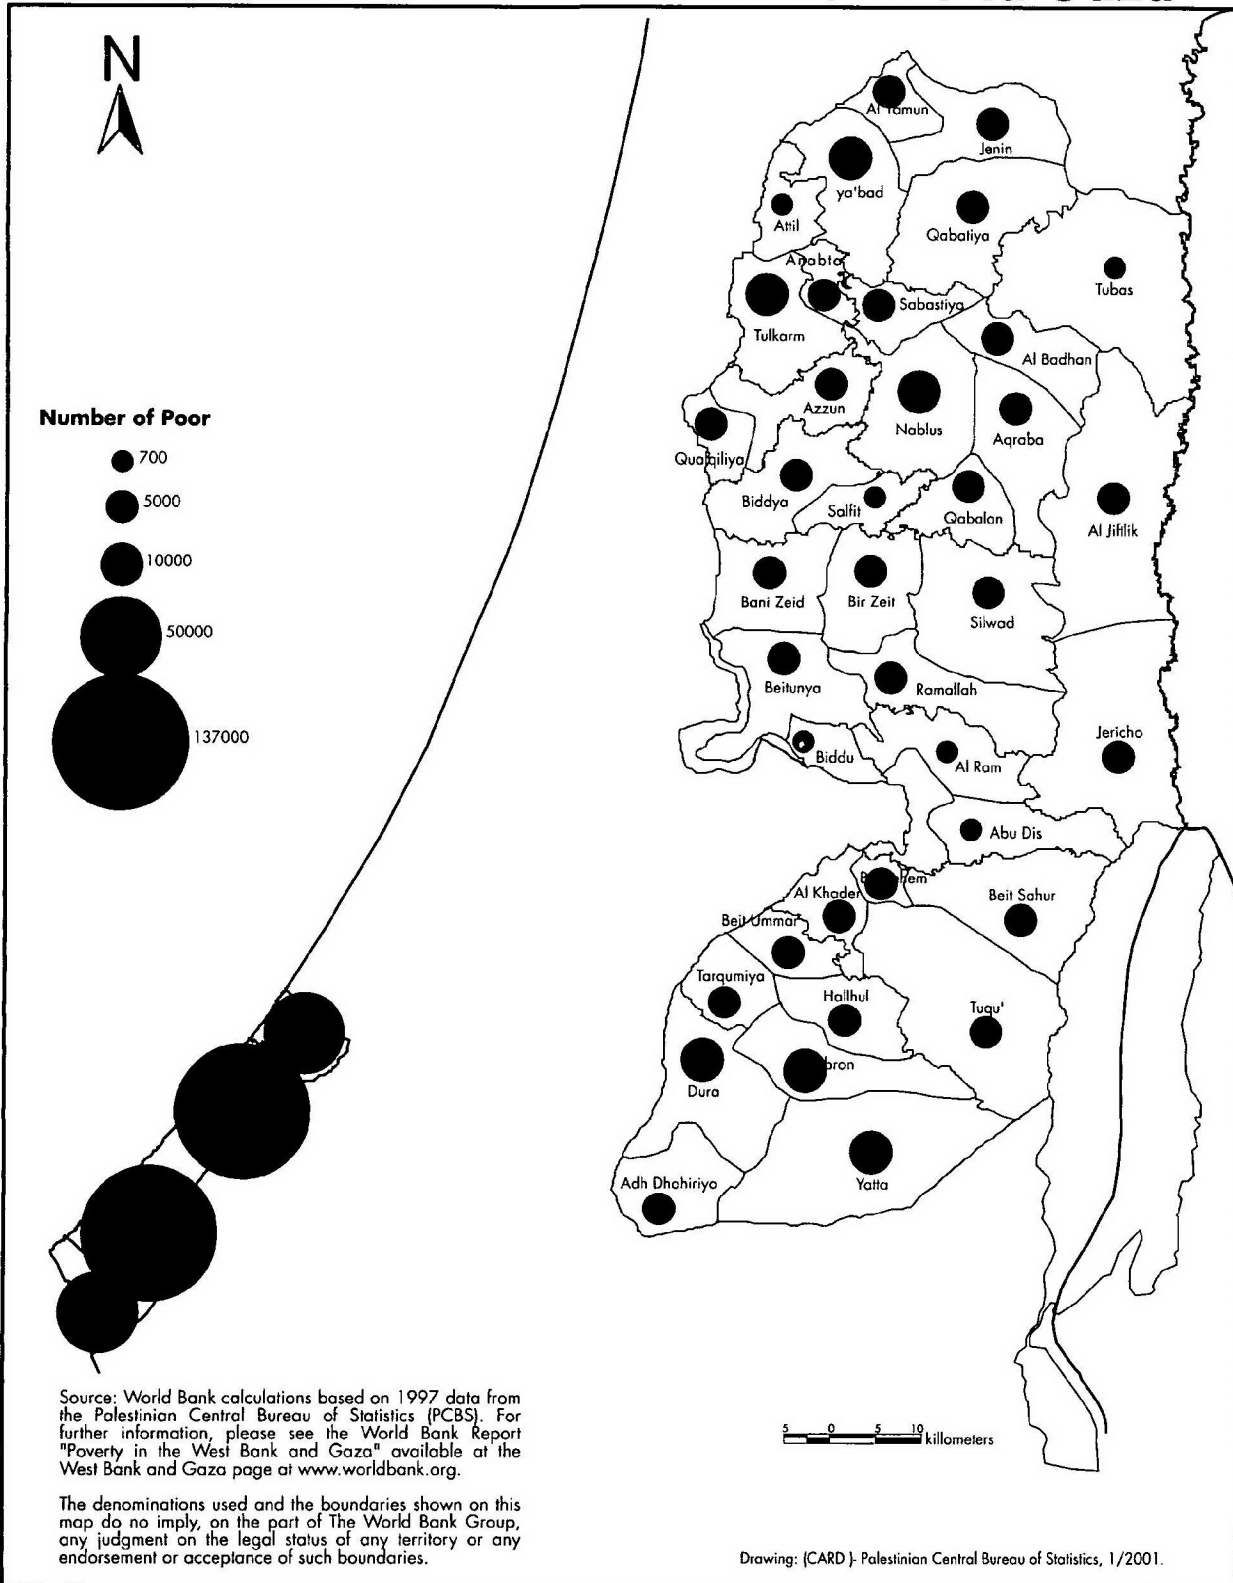 N
Al Yamun
Jenin
ya'bad
Attil
Qabatiya
Tubas
Anabta
Sabastiya
Tulkarm
Al Badhan
Azzun
Nablus
Aqraba
Number of Poor
700
5000
10000
50000
137000
Qualqiliya
Biddya
Salfit
Qabalan
Al Jiftlik
Bani Zeid
Bir Zeit
Silwad
Beitunya
Ramallah
Jericho
Biddu
Al Ram
Abu Dis
Al Khader
Beit Sahur
Beit Ummar
Tarqumiya
Hallhul
Tuqu'
Dura
Yatta
Adh Dhahiriya
Source: World Bank calculations based on 1997 data from
the Palestinian Central Bureau of Statistics (PCBS). For
further information, please see the World Bank Report
"Poverty in the West Bank and Gaza" available at the
West Bank and Gaza page at www.worldbank.org.
5 0 5 10 killometers
The denominations used and the boundaries shown on this
map do no imply, on the part of The World Bank Group,
any judgment on the legal status of any territory or any
endorsement or acceptance of such boundaries.
Drawing: (CARD )- Palestinian Central Bureau of Statistics, 1/2001.